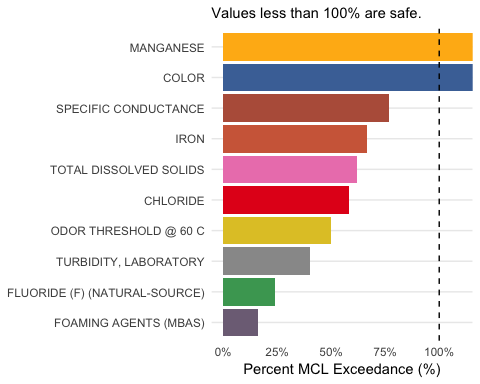 Values less than 100% are safe.
MANGANESE
COLOR
SPECIFIC CONDUCTANCE
IRON
TOTAL DISSOLVED SOLIDS
CHLORIDE
ODOR THRESHOLD @ 60 C
TURBIDITY, LABORATORY
FLUORIDE (F) (NATURAL-SOURCE)
FOAMING AGENTS (MBAS)
0% 25% 50% 75% 100%
Percent MCL Exceedance (%)